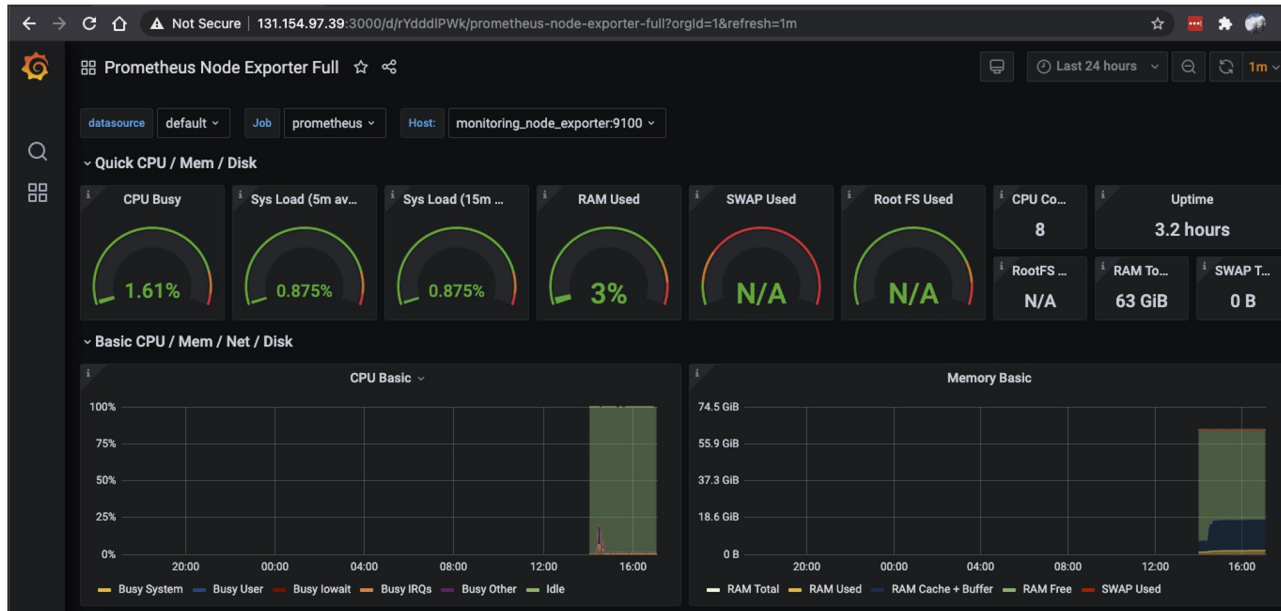 Not Secure | 131.154.97.39:3000/d/rYdddlPWk/prometheus-node-exporter-full?orgId=1&refresh=1m
Prometheus Node Exporter Full
Last 24 hours
1m
datasource default Job prometheus Host: monitoring_node_exporter:9100
Quick CPU / Mem / Disk
CPU Busy
1.61%
Sys Load (5m av...
0.875%
Sys Load (15m ...
0.875%
RAM Used
3%
SWAP Used
N/A
Root FS Used
N/A
CPU Co...
8
Uptime
3.2 hours
RootFS ...
N/A
RAM To...
63 GiB
SWAP T...
0 B
Basic CPU / Mem / Net / Disk
CPU Basic
100%
75%
50%
25%
0%
20:00 00:00 04:00 08:00 12:00 16:00
Busy System Busy User Busy Iowait Busy IRQs Busy Other Idle
Memory Basic
74.5 GiB
55.9 GiB
37.3 GiB
18.6 GiB
0 B
20:00 00:00 04:00 08:00 12:00 16:00
RAM Total RAM Used RAM Cache + Buffer RAM Free SWAP Used